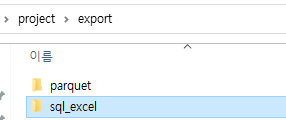 › project › export
이름
parquet
sql_excel